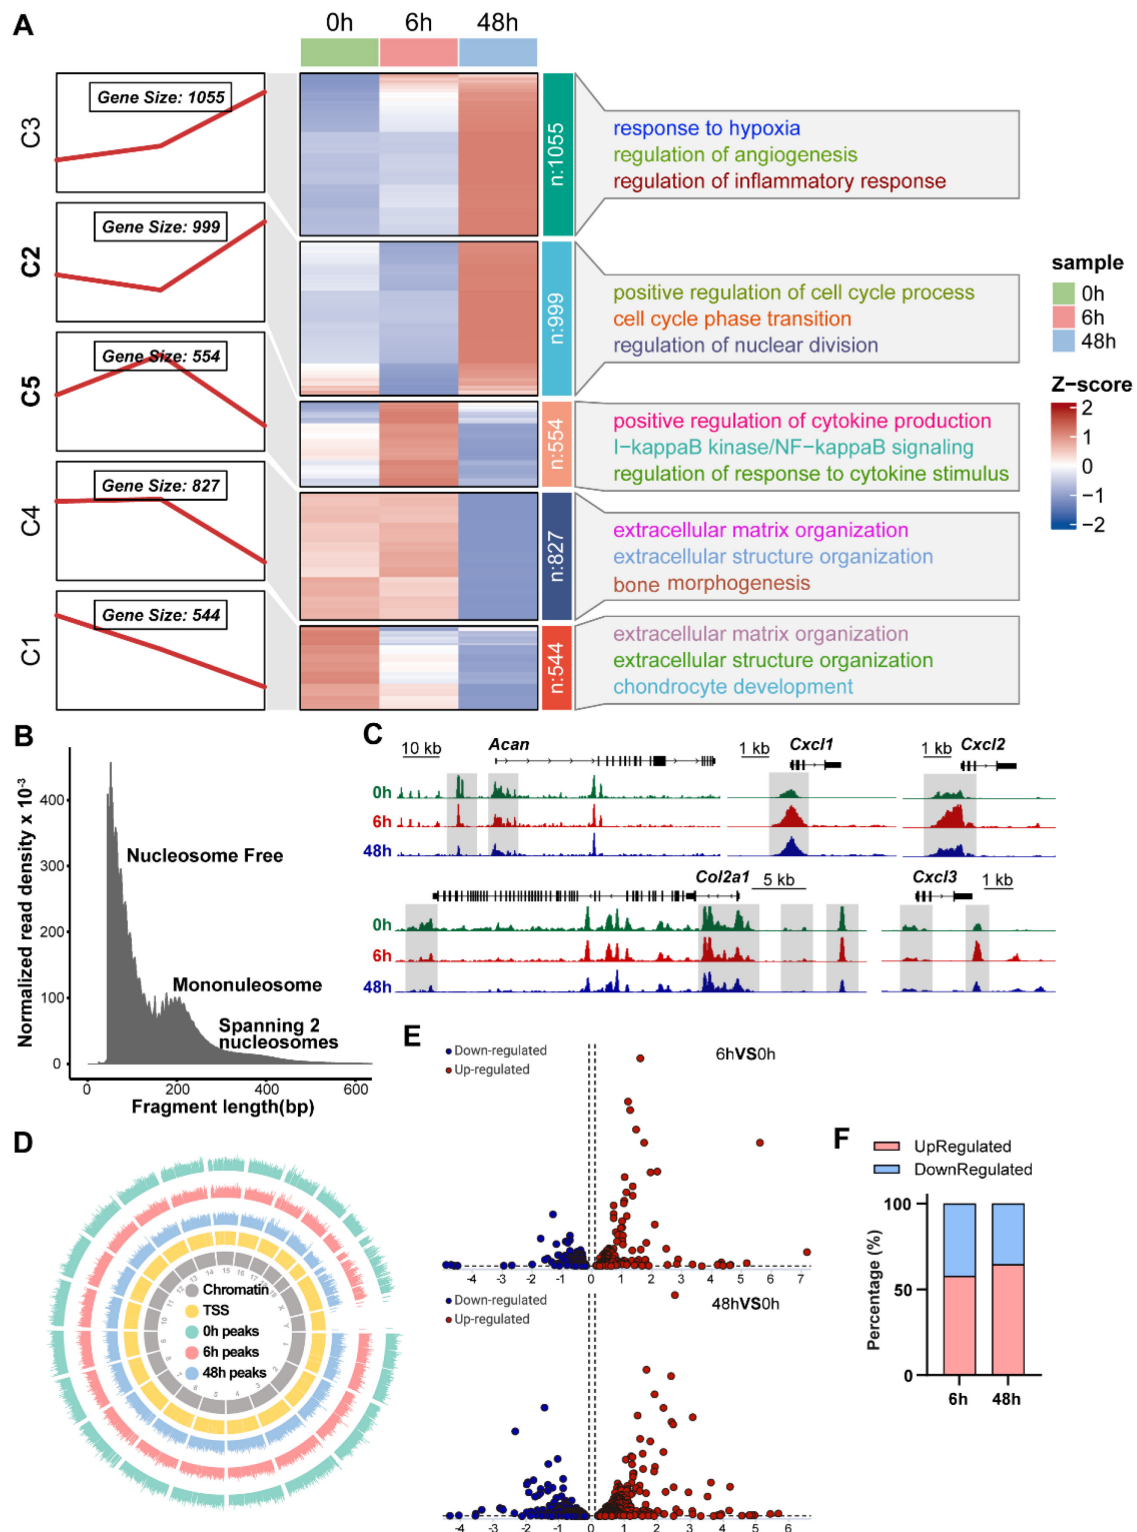 A
0h 6h 48h
C3
Gene Size: 1055
n:1055
response to hypoxia
regulation of angiogenesis
regulation of inflammatory response
C2
Gene Size: 999
n:999
positive regulation of cell cycle process
cell cycle phase transition
regulation of nuclear division
C5
Gene Size: 554
n:554
positive regulation of cytokine production
I-kappaB kinase/NF-kappaB signaling
regulation of response to cytokine stimulus
C4
Gene Size: 827
n:827
extracellular matrix organization
extracellular structure organization
bone morphogenesis
C1
Gene Size: 544
n:544
extracellular matrix organization
extracellular structure organization
chondrocyte development
sample
0h
6h
48h
Z-score
2
1
0
-1
-2
B
Normalized read density x 10-3
400
300
200
100
0
Nucleosome Free
Mononuleosome
Spanning 2
nucleosomes
0 200 400 600
Fragment length(bp)
C
10 kb Acan 1 kb Cxcl1 1 kb Cxcl2
0h
6h
48h
Col2a1 5 kb Cxcl3 1 kb
0h
6h
48h
D
Chromatin
TSS
0h peaks
6h peaks
48h peaks
E
Down-regulated
Up-regulated
6hVS0h
-4 -3 -2 -1 0 1 2 3 4 5 6 7
Down-regulated
Up-regulated
48hVS0h
-4 -3 -2 -1 0 1 2 3 4 5 6
F
UpRegulated
DownRegulated
Percentage (%)
100
50
0
6h 48h